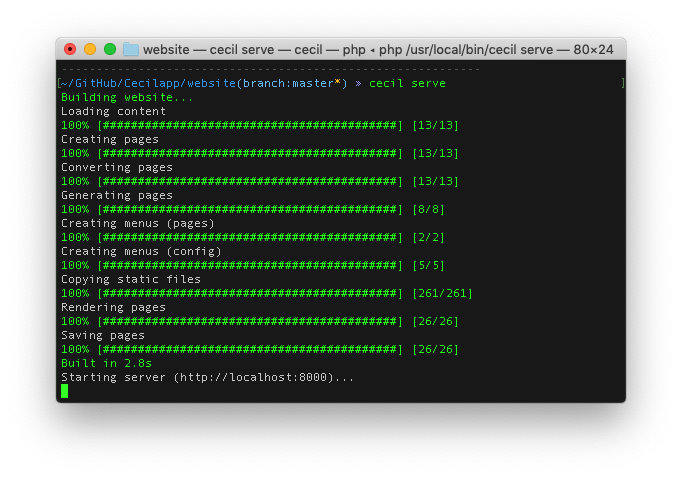 website — cecil serve — cecil — php ◂ php /usr/local/bin/cecil serve — 80×24
------------------------------------------------------------
[~/GitHub/Cecilapp/website(branch:master*) » cecil serve ]
Building website...
Loading content
100% [##########################################] [13/13]
Creating pages
100% [##########################################] [13/13]
Converting pages
100% [##########################################] [13/13]
Generating pages
100% [##########################################] [8/8]
Creating menus (pages)
100% [##########################################] [2/2]
Creating menus (config)
100% [##########################################] [5/5]
Copying static files
100% [##########################################] [261/261]
Rendering pages
100% [##########################################] [26/26]
Saving pages
100% [##########################################] [26/26]
Built in 2.8s
Starting server (http://localhost:8000)...